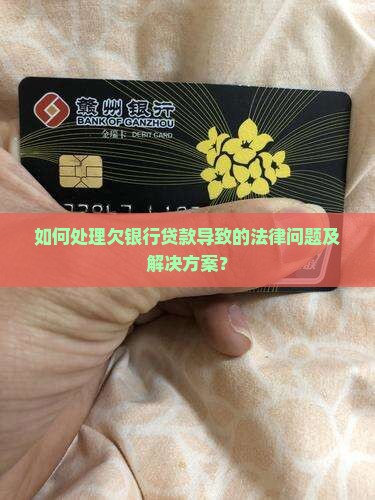 赣州银行
BANK OF GANZHOU
金瑞卡 DEBIT CARD
如何处理欠银行贷款导致的法律问题及
解决方案？